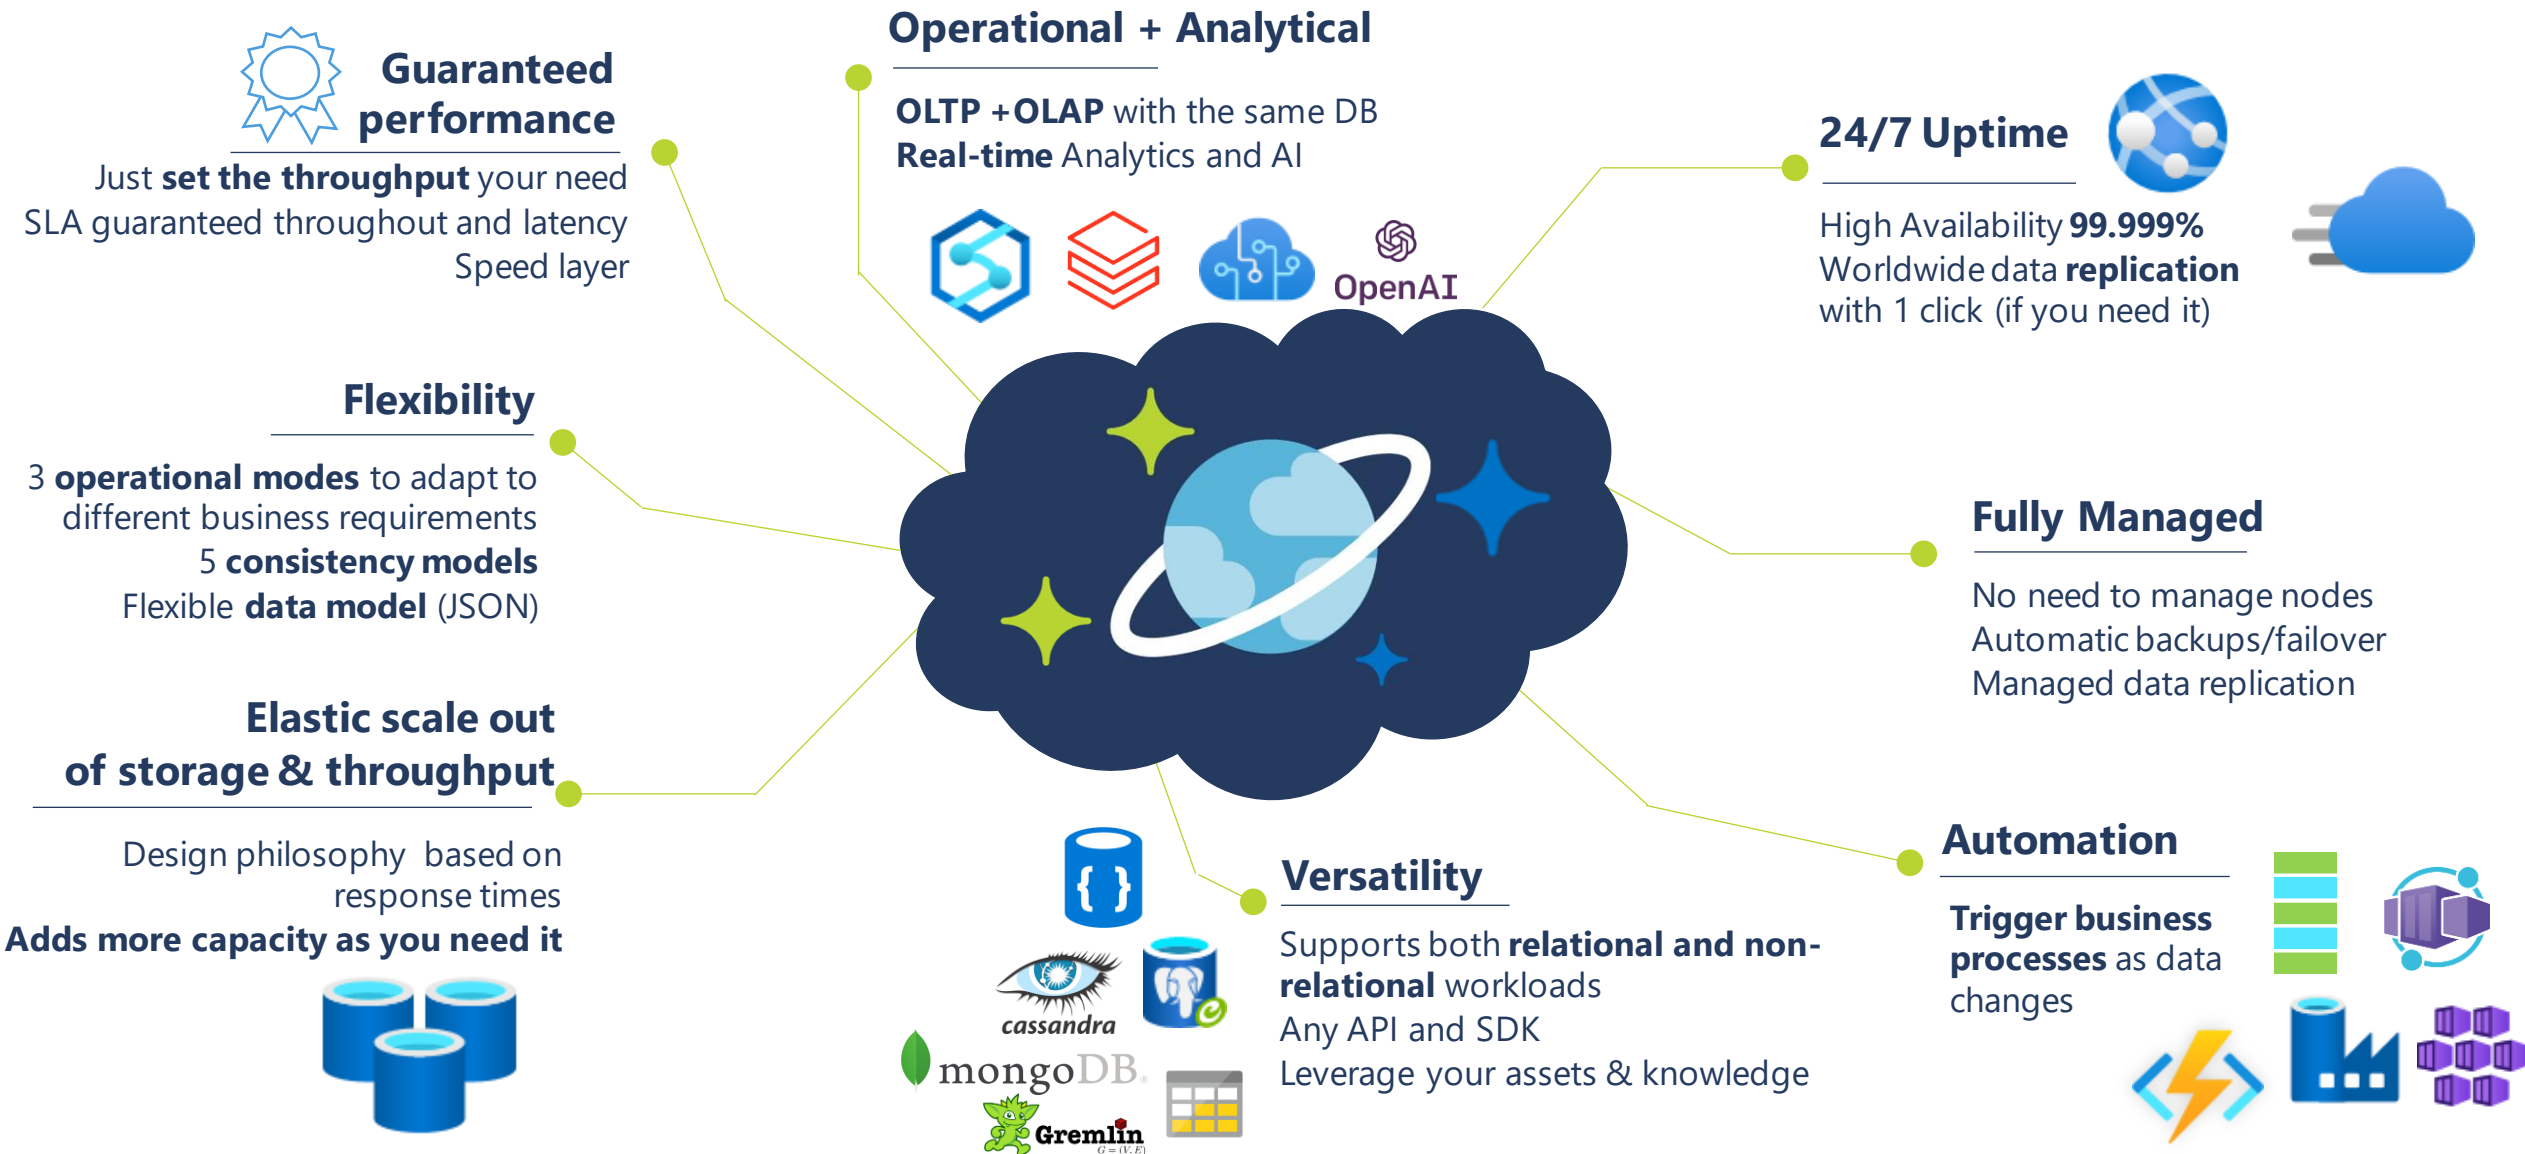 Guaranteed
performance
Just set the throughput your need
SLA guaranteed throughout and latency
Speed layer
Operational + Analytical
OLTP +OLAP with the same DB
Real-time Analytics and AI
OpenAI
24/7 Uptime
High Availability 99.999%
Worldwide data replication
with 1 click (if you need it)
Flexibility
3 operational modes to adapt to
different business requirements
5 consistency models
Flexible data model (JSON)
Fully Managed
No need to manage nodes
Automatic backups/failover
Managed data replication
Elastic scale out
of storage & throughput
Design philosophy based on
response times
Adds more capacity as you need it
{ }
cassandra
mongoDB®
Gremlin
G = (V, E)
Versatility
Supports both relational and non-
relational workloads
Any API and SDK
Leverage your assets & knowledge
Automation
Trigger business
processes as data
changes